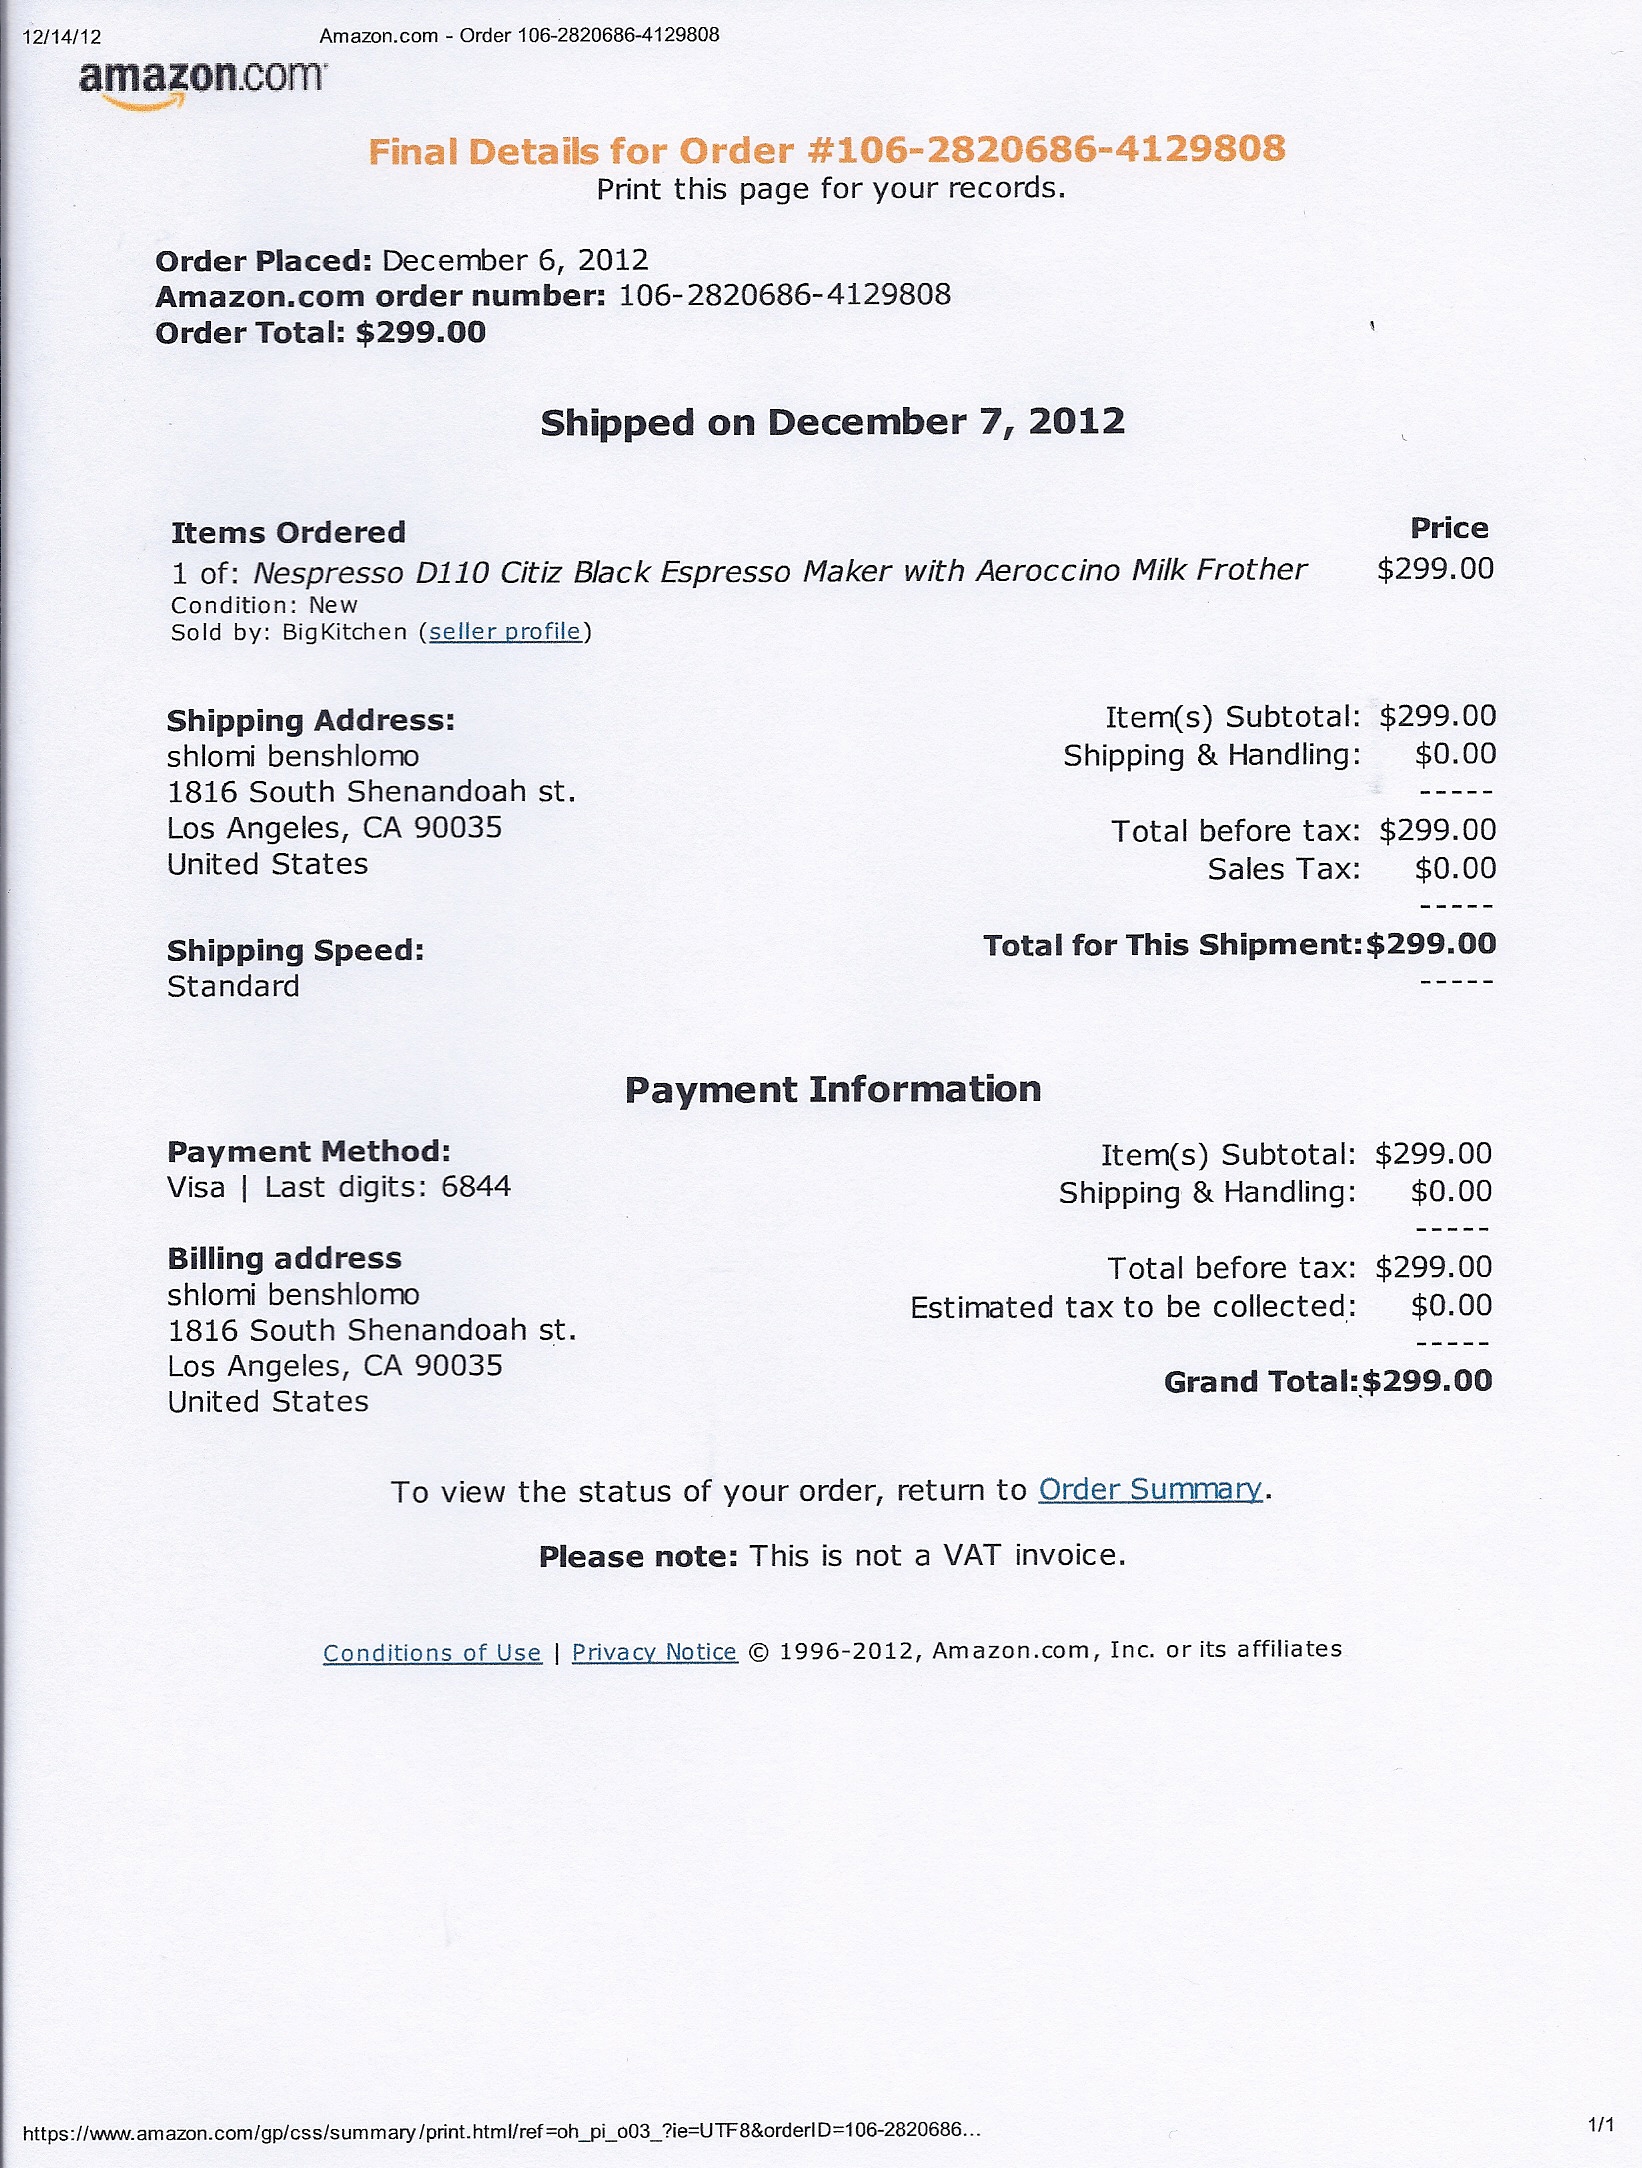 12/14/12 Amazon.com - Order 106-2820686-4129808
amazon.com
Final Details for Order #106-2820686-4129808
Print this page for your records.
Order Placed: December 6, 2012
Amazon.com order number: 106-2820686-4129808
Order Total: $299.00
Shipped on December 7, 2012
Items Ordered Price
1 of: Nespresso D110 Citiz Black Espresso Maker with Aeroccino Milk Frother $299.00
Condition: New
Sold by: BigKitchen (seller profile)
Shipping Address:
shlomi benshlomo
1816 South Shenandoah st.
Los Angeles, CA 90035
United States
Shipping Speed:
Standard
Item(s) Subtotal: $299.00
Shipping & Handling: $0.00
-----
Total before tax: $299.00
Sales Tax: $0.00
-----
Total for This Shipment:$299.00
-----
Payment Information
Payment Method:
Visa | Last digits: 6844
Billing address
shlomi benshlomo
1816 South Shenandoah st.
Los Angeles, CA 90035
United States
Item(s) Subtotal: $299.00
Shipping & Handling: $0.00
-----
Total before tax: $299.00
Estimated tax to be collected: $0.00
-----
Grand Total:$299.00
To view the status of your order, return to Order Summary.
Please note: This is not a VAT invoice.
Conditions of Use | Privacy Notice © 1996-2012, Amazon.com, Inc. or its affiliates
https://www.amazon.com/gp/css/summary/print.html/ref=oh_pi_o03_?ie=UTF8&orderID=106-2820686... 1/1